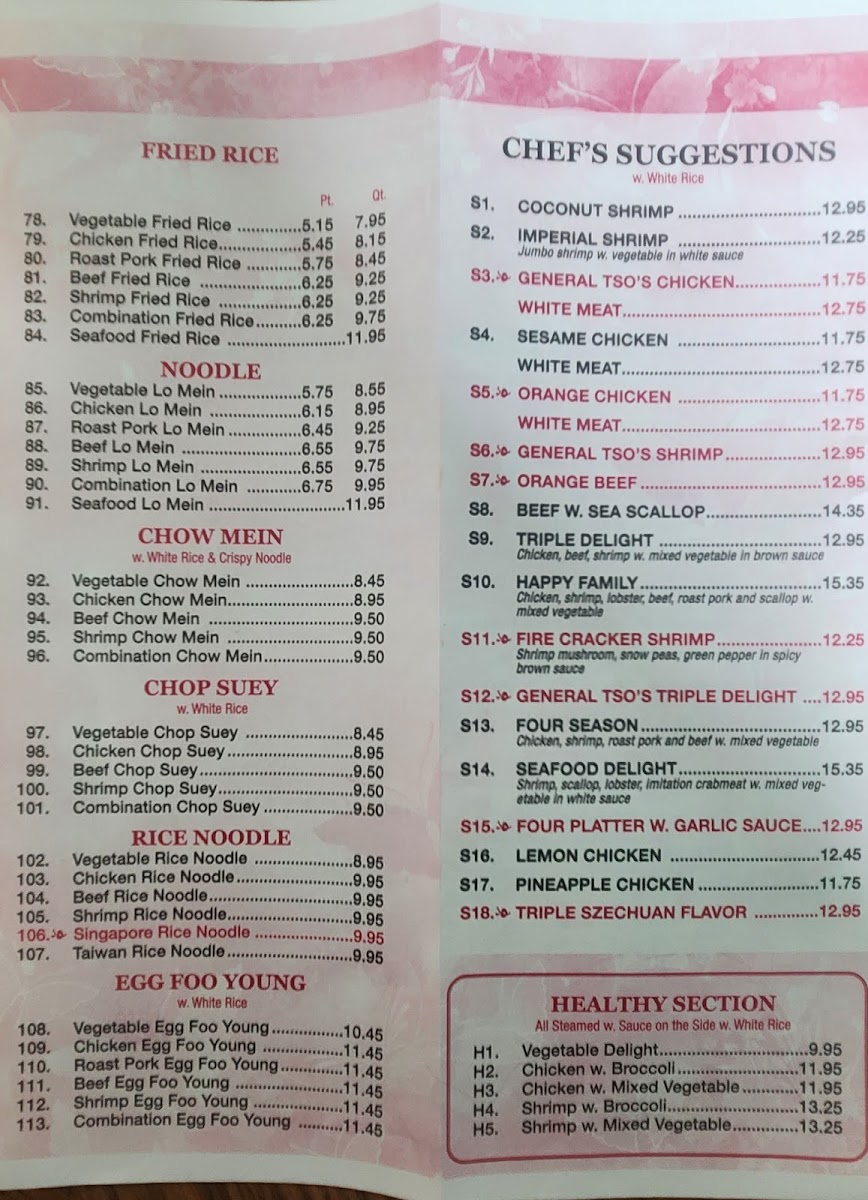 FRIED RICE
Pt. Qt.
78. Vegetable Fried Rice .............5.15 7.95
79. Chicken Fried Rice................5.45 8.15
80. Roast Pork Fried Rice ...........5.75 8.45
81. Beef Fried Rice ....................6.25 9.25
82. Shrimp Fried Rice ................6.25 9.25
83. Combination Fried Rice.........6.25 9.75
84. Seafood Fried Rice .........................11.95
NOODLE
85. Vegetable Lo Mein ................5.75 8.55
86. Chicken Lo Mein ..................6.15 8.95
87. Roast Pork Lo Mein ..............6.45 9.25
88. Beef Lo Mein .......................6.55 9.75
89. Shrimp Lo Mein ...................6.55 9.75
90. Combination Lo Mein ...........6.75 9.95
91. Seafood Lo Mein ............................11.95
CHOW MEIN
w. White Rice & Crispy Noodle
92. Vegetable Chow Mein .......................8.45
93. Chicken Chow Mein...........................8.95
94. Beef Chow Mein ...............................9.50
95. Shrimp Chow Mein ...........................9.50
96. Combination Chow Mein...................9.50
CHOP SUEY
w. White Rice
97. Vegetable Chop Suey .......................8.45
98. Chicken Chop Suey...........................8.95
99. Beef Chop Suey.................................9.50
100. Shrimp Chop Suey.............................9.50
101. Combination Chop Suey ...................9.50
RICE NOODLE
102. Vegetable Rice Noodle .....................8.95
103. Chicken Rice Noodle.........................9.95
104. Beef Rice Noodle...............................9.95
105. Shrimp Rice Noodle...........................9.95
106. Singapore Rice Noodle .....................9.95
107. Taiwan Rice Noodle...........................9.95
EGG FOO YOUNG
w. White Rice
108. Vegetable Egg Foo Young...............10.45
109. Chicken Egg Foo Young .................11.45
110. Roast Pork Egg Foo Young.............11.45
111. Beef Egg Foo Young .......................11.45
112. Shrimp Egg Foo Young ...................11.45
113. Combination Egg Foo Young ..........11.45
CHEF'S SUGGESTIONS
w. White Rice
S1. COCONUT SHRIMP .............................12.95
S2. IMPERIAL SHRIMP .............................12.25
Jumbo shrimp w. vegetable in white sauce
S3. GENERAL TSO'S CHICKEN.................11.75
WHITE MEAT........................................12.75
S4. SESAME CHICKEN .............................11.75
WHITE MEAT........................................12.75
S5. ORANGE CHICKEN .............................11.75
WHITE MEAT........................................12.75
S6. GENERAL TSO'S SHRIMP...................12.95
S7. ORANGE BEEF.....................................12.95
S8. BEEF W. SEA SCALLOP.......................14.35
S9. TRIPLE DELIGHT .................................12.95
Chicken, beef, shrimp w. mixed vegetable in brown sauce
S10. HAPPY FAMILY.....................................15.35
Chicken, shrimp, lobster, beef, roast pork and scallop w.
mixed vegetable
S11. FIRE CRACKER SHRIMP.....................12.25
Shrimp mushroom, snow peas, green pepper in spicy
brown sauce
S12. GENERAL TSO'S TRIPLE DELIGHT ....12.95
S13. FOUR SEASON.....................................12.95
Chicken, shrimp, roast pork and beef w. mixed vegetable
S14. SEAFOOD DELIGHT.............................15.35
Shrimp, scallop, lobster, imitation crabmeat w. mixed veg-
etable in white sauce
S15. FOUR PLATTER W. GARLIC SAUCE....12.95
S16. LEMON CHICKEN ...............................12.45
S17. PINEAPPLE CHICKEN .........................11.75
S18. TRIPLE SZECHUAN FLAVOR .............12.95
HEALTHY SECTION
All Steamed w. Sauce on the Side w. White Rice
H1. Vegetable Delight................................9.95
H2. Chicken w. Broccoli..........................11.95
H3. Chicken w. Mixed Vegetable............11.95
H4. Shrimp w. Broccoli............................13.25
H5. Shrimp w. Mixed Vegetable..............13.25